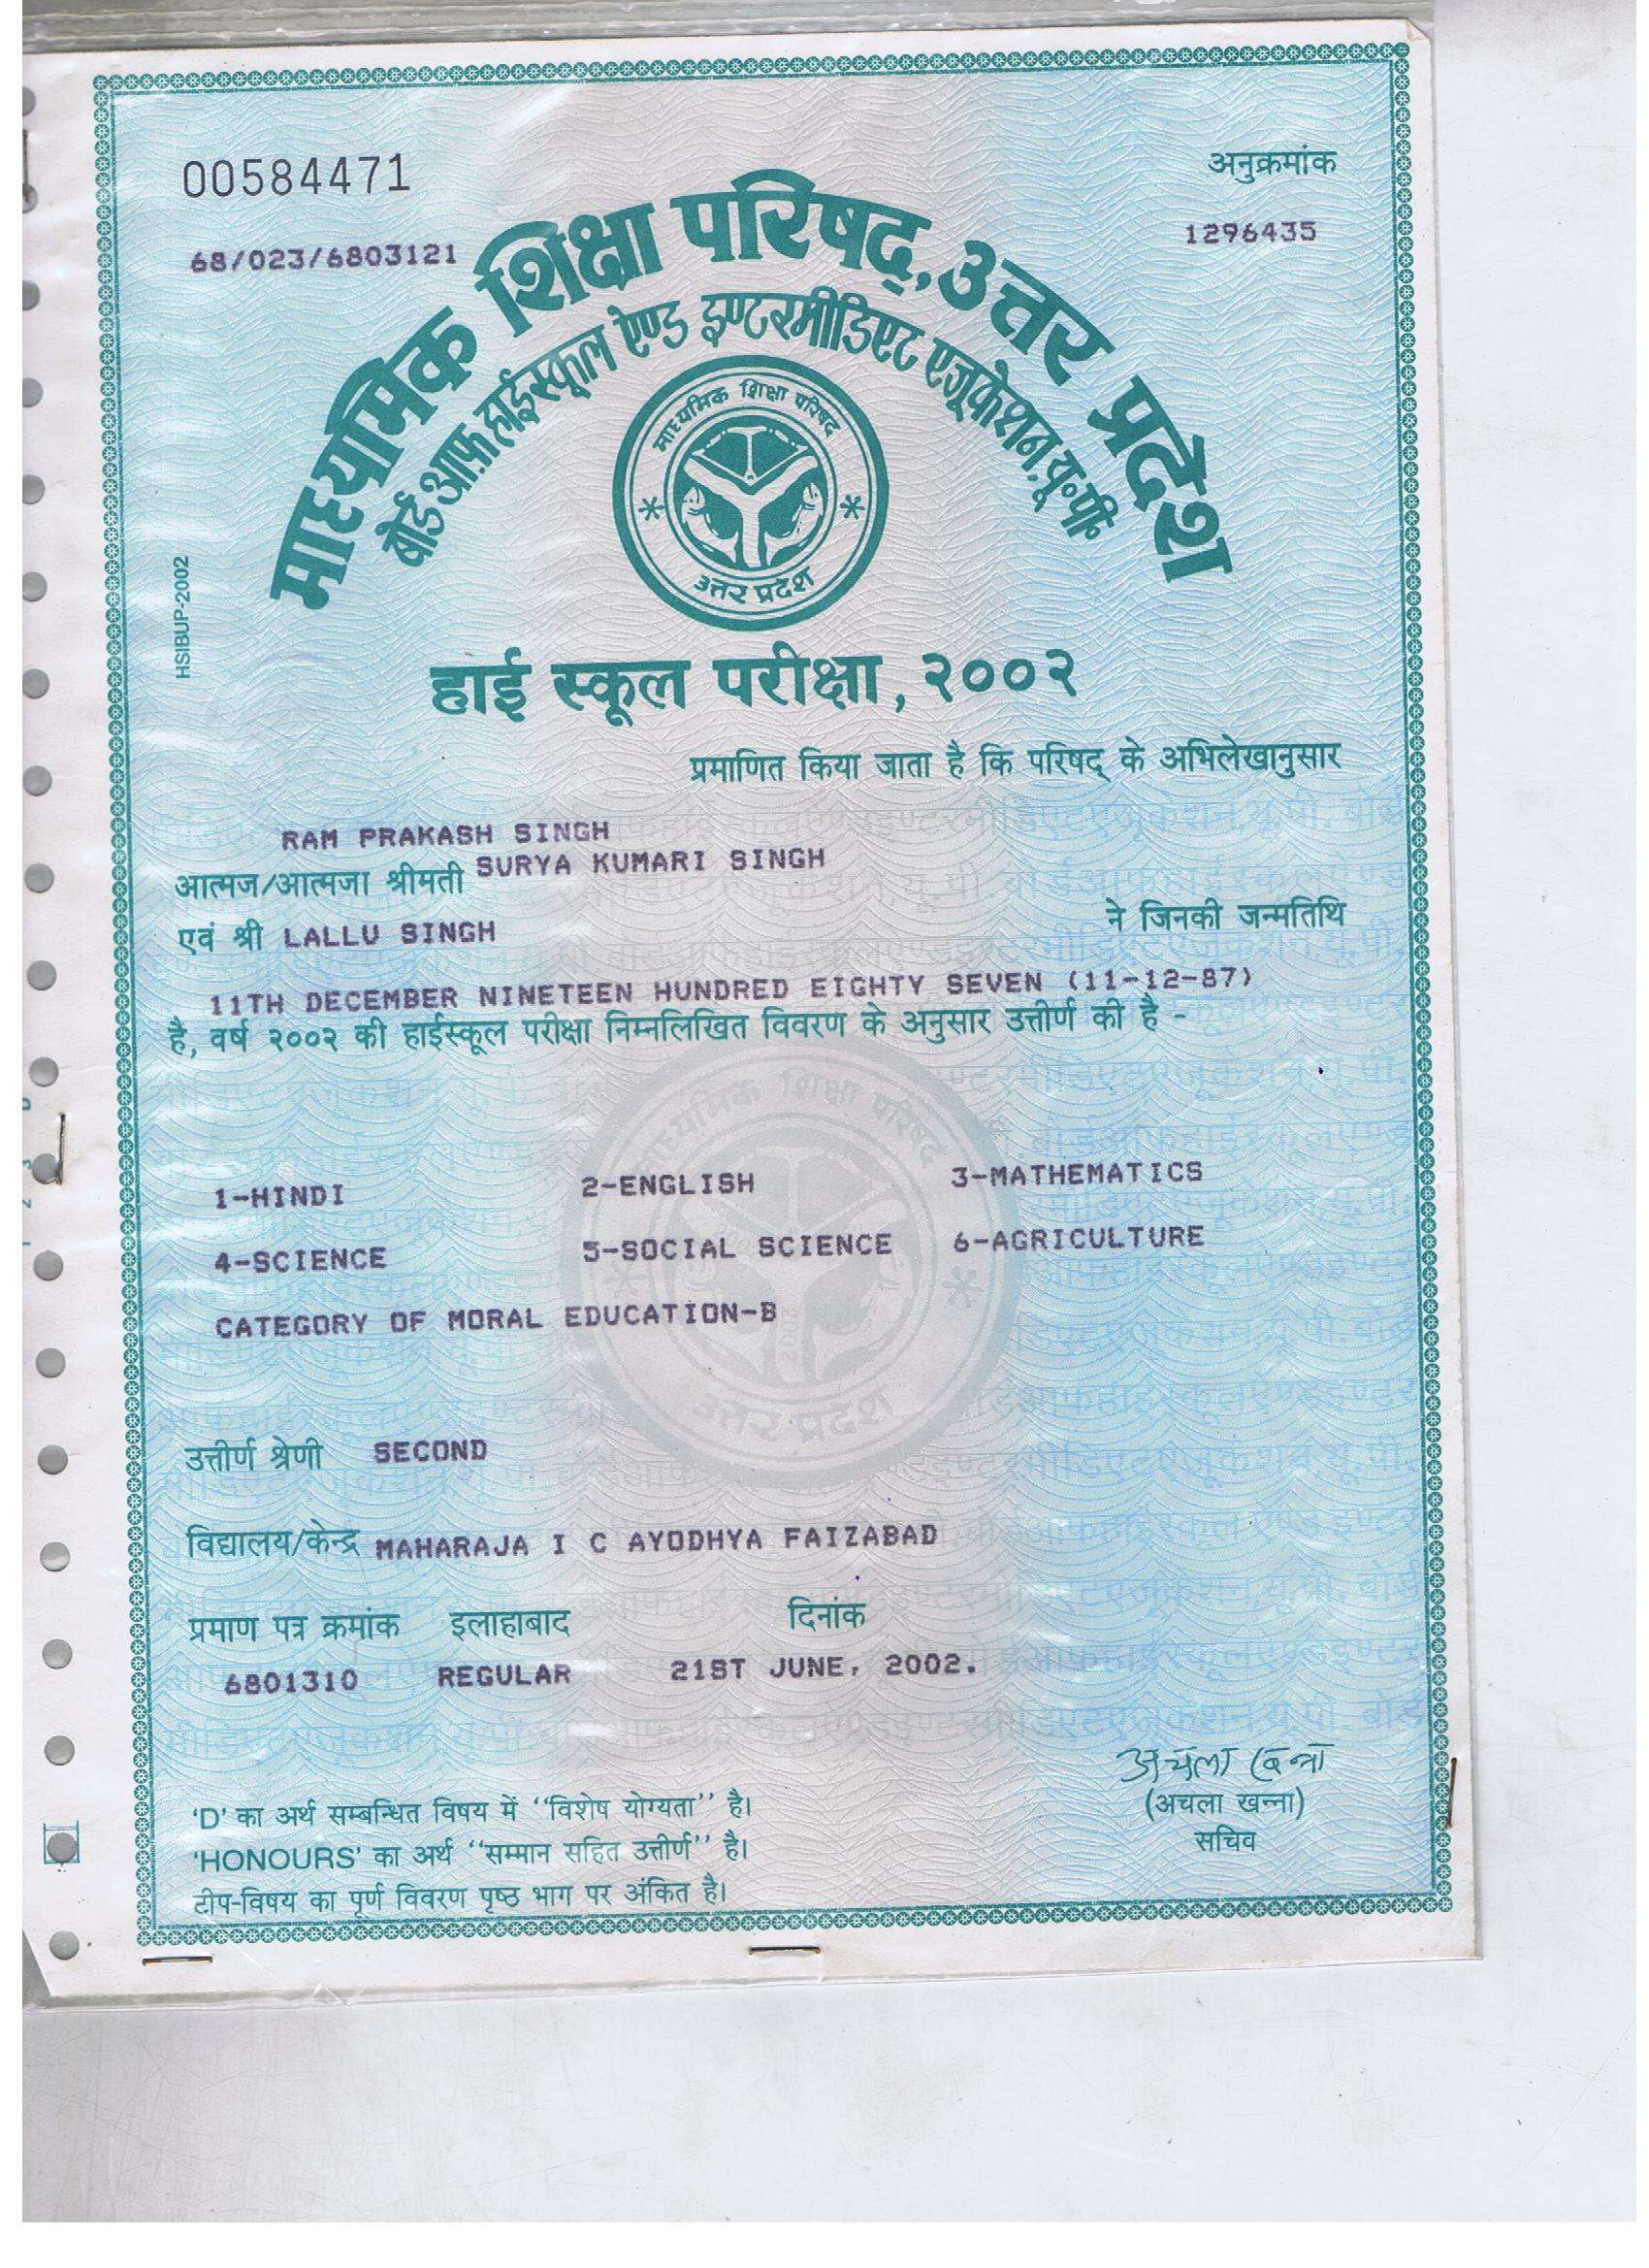 00584471
अनुक्रमांक
68/023/6803121
1296435
माध्यमिक शिक्षा परिषद्, उत्तर प्रदेश
बोर्ड आफ़ हाईस्कूल ऐण्ड इण्टरमीडिएट एजूकेशन, यू॰पी॰
माध्यमिक शिक्षा परिषद
उत्तर प्रदेश
HSIBUP-2002
हाई स्कूल परीक्षा, २००२
प्रमाणित किया जाता है कि परिषद् के अभिलेखानुसार
RAM PRAKASH SINGH
आत्मज/आत्मजा श्रीमती SURYA KUMARI SINGH
एवं श्री LALLU SINGH ने जिनकी जन्मतिथि
11TH DECEMBER NINETEEN HUNDRED EIGHTY SEVEN (11-12-87)
है, वर्ष २००२ की हाईस्कूल परीक्षा निम्नलिखित विवरण के अनुसार उत्तीर्ण की है -
माध्यमिक शिक्षा परिषद
1-HINDI 2-ENGLISH 3-MATHEMATICS
4-SCIENCE 5-SOCIAL SCIENCE 6-AGRICULTURE
CATEGORY OF MORAL EDUCATION-B
उत्तर प्रदेश
उत्तीर्ण श्रेणी SECOND
विद्यालय/केन्द्र MAHARAJA I C AYODHYA FAIZABAD
प्रमाण पत्र क्रमांक इलाहाबाद दिनांक
6801310 REGULAR 21ST JUNE, 2002.
अचला खन्ना
(अचला खन्ना)
सचिव
'D' का अर्थ सम्बन्धित विषय में ''विशेष योग्यता'' है।
'HONOURS' का अर्थ ''सम्मान सहित उत्तीर्ण'' है।
टीप-विषय का पूर्ण विवरण पृष्ठ भाग पर अंकित है।